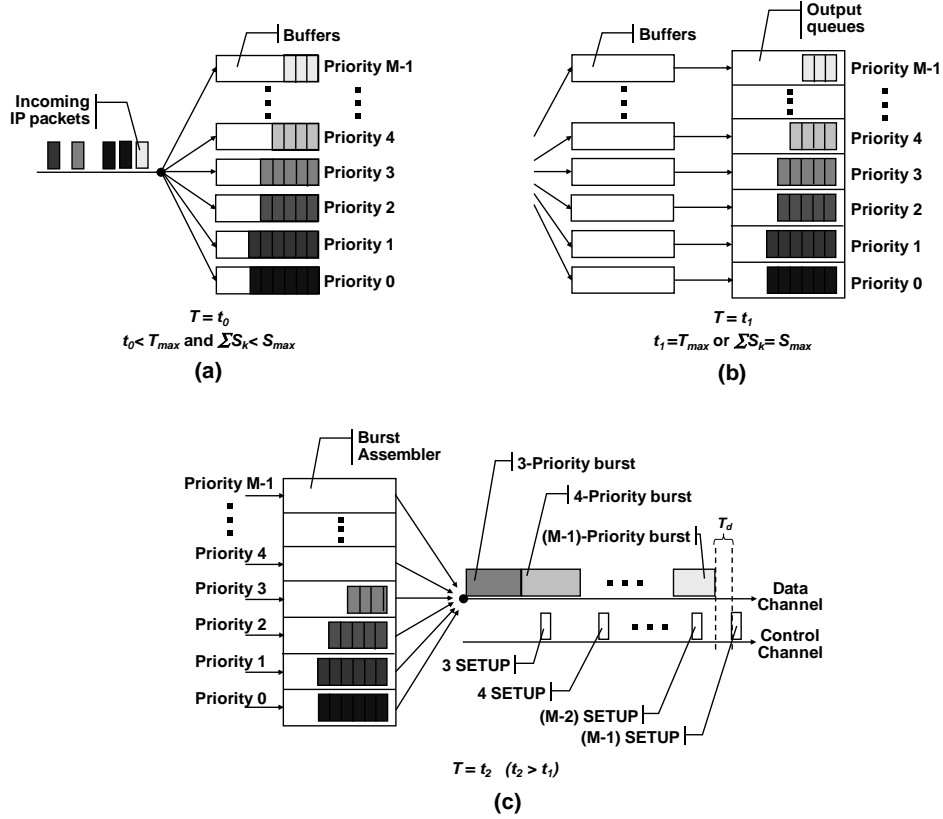 Buffers
Priority M-1
Incoming
IP packets
Priority 4
Priority 3
Priority 2
Priority 1
Priority 0
T = t0
t0< Tmax and ∑Sk< Smax
(a)
Output
queues
Buffers
Priority M-1
Priority 4
Priority 3
Priority 2
Priority 1
Priority 0
T = t1
t1=Tmax or ∑Sk= Smax
(b)
Burst
Assembler
Priority M-1
Priority 4
Priority 3
Priority 2
Priority 1
Priority 0
3-Priority burst
4-Priority burst
(M-1)-Priority burst
Td
Data
Channel
Control
Channel
3 SETUP
4 SETUP
(M-2) SETUP
(M-1) SETUP
T = t2 (t2 > t1)
(c)